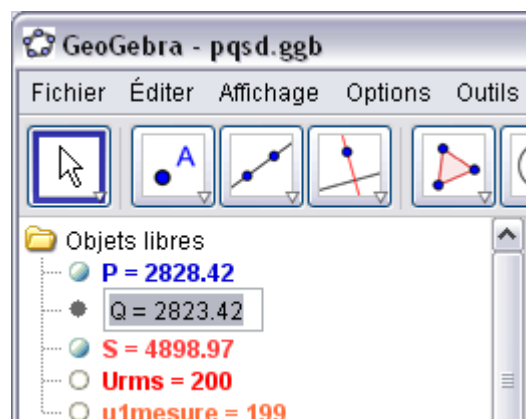 GeoGebra - pqsd.ggb
Fichier Éditer Affichage Options Outils
A
Objets libres
P = 2828.42
Q = 2823.42
S = 4898.97
Urms = 200
u1mesure = 199